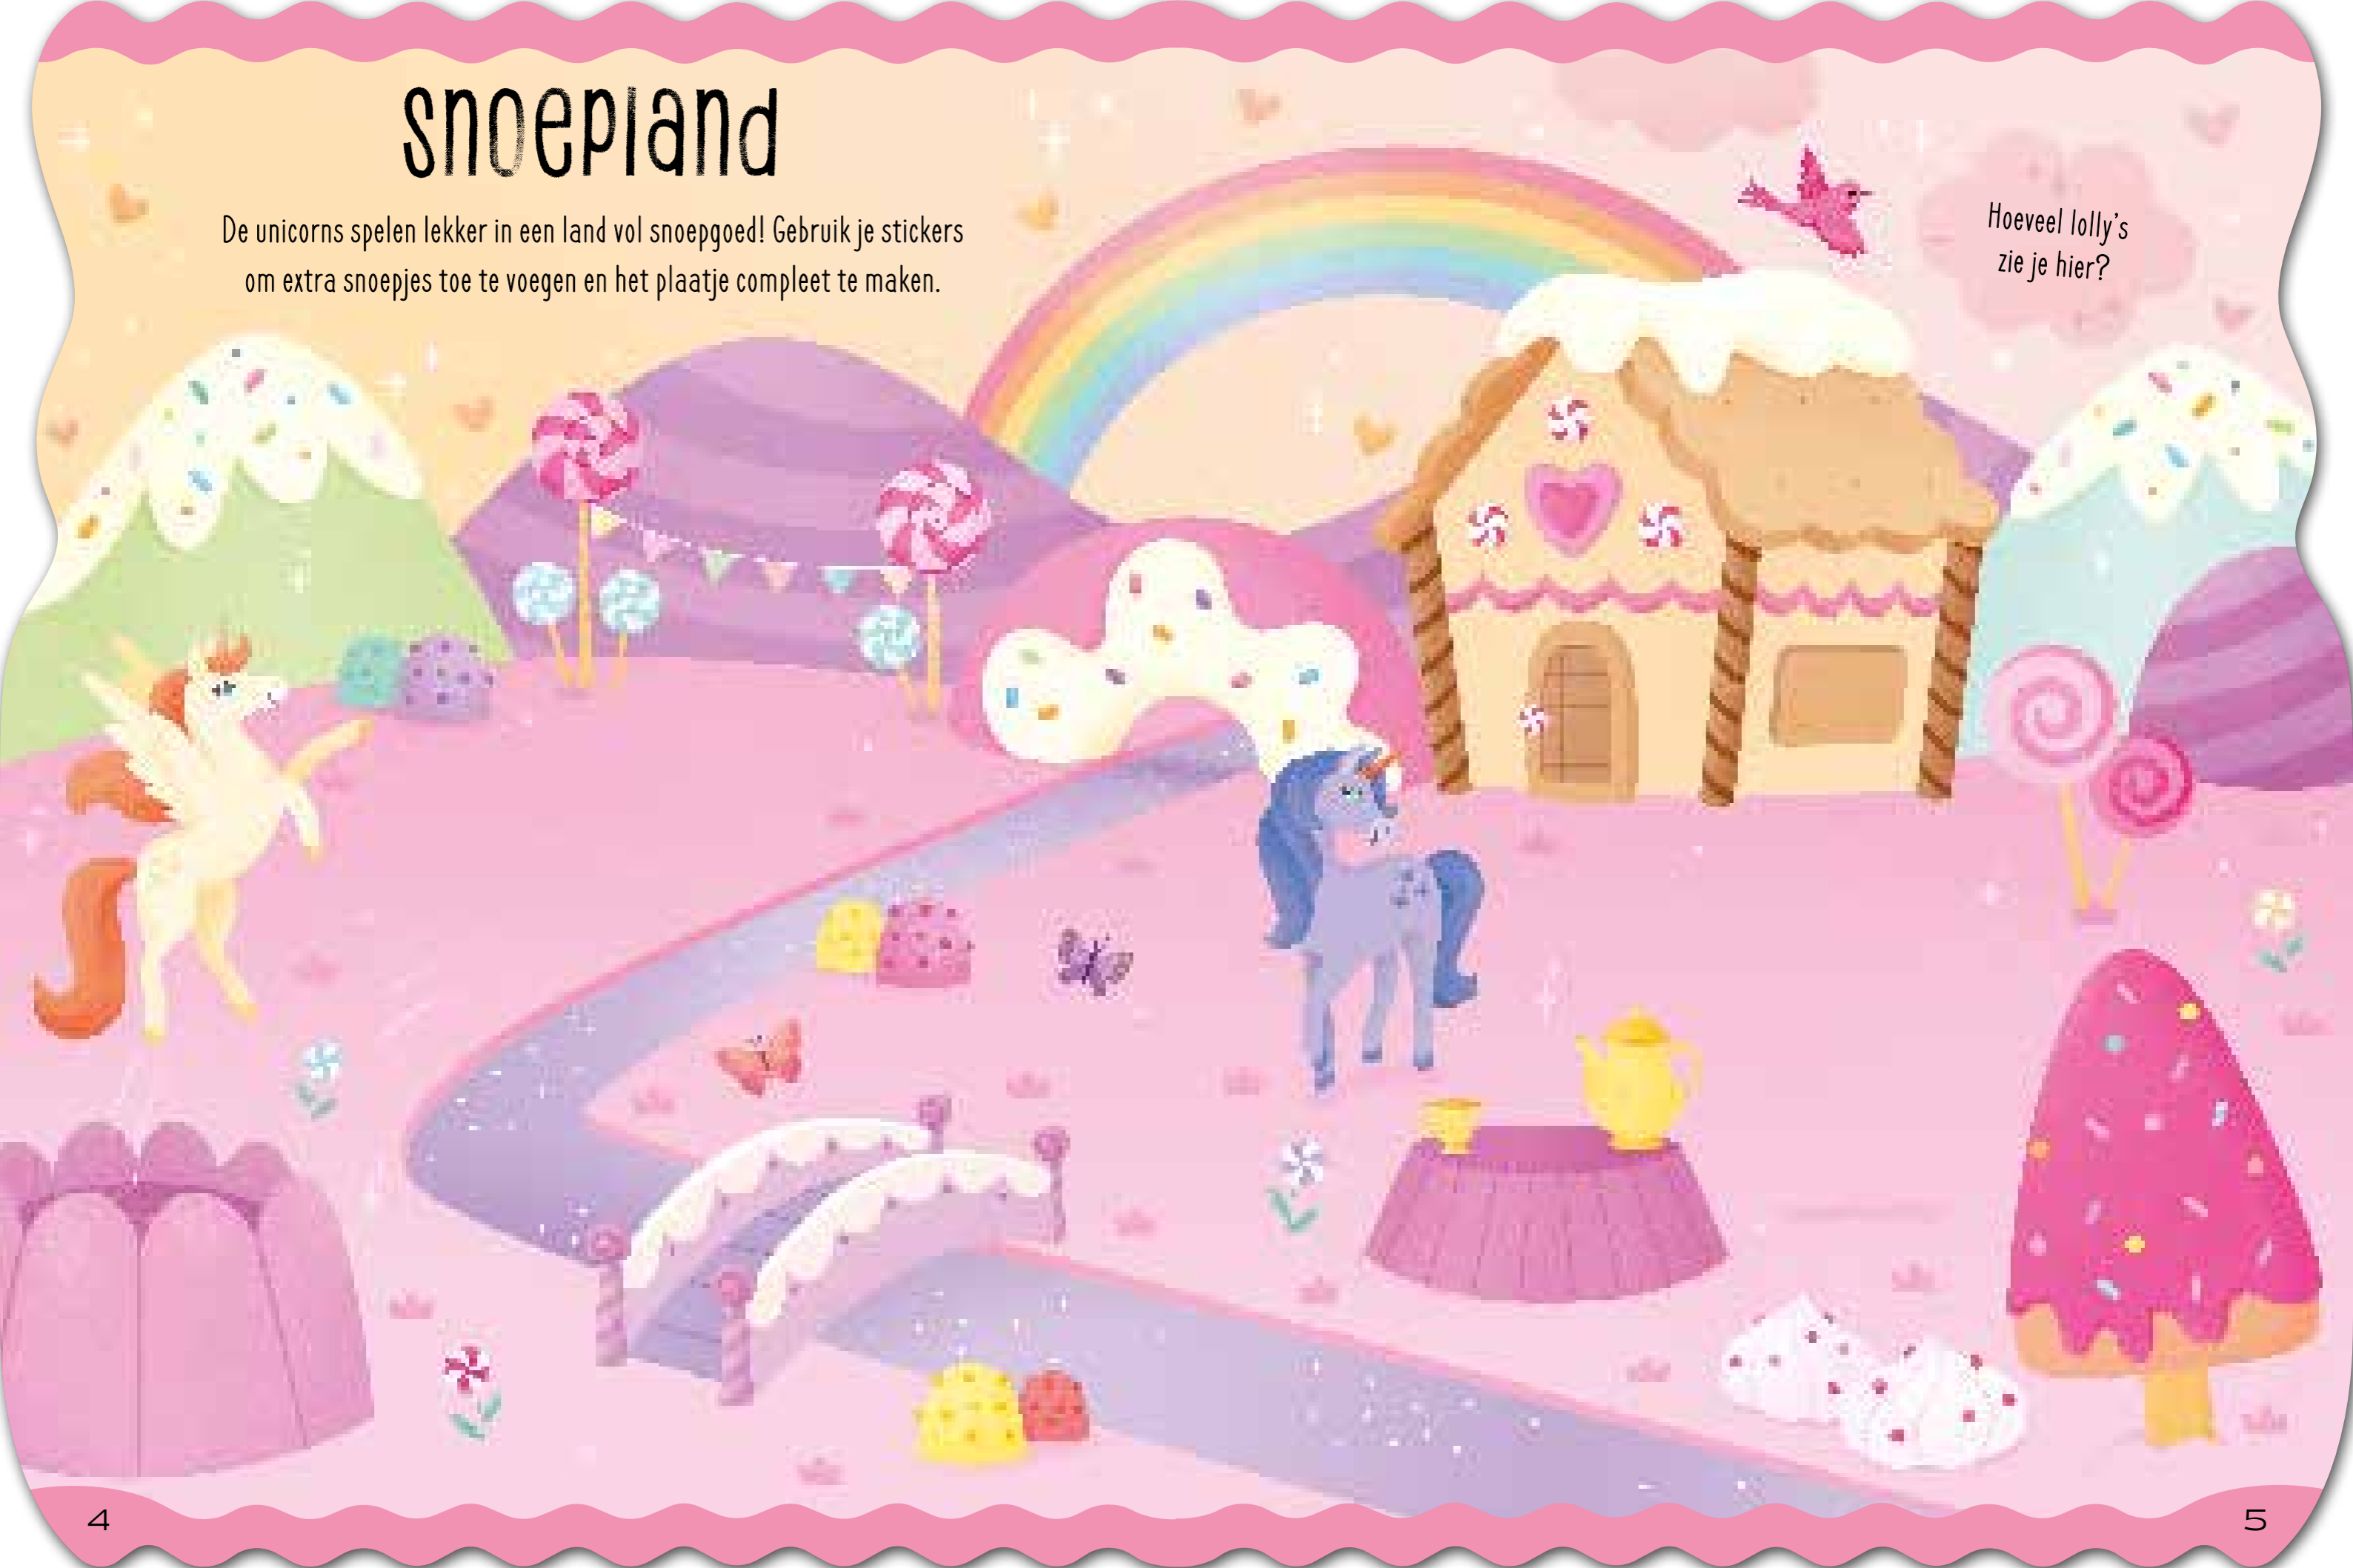 snoepland
De unicorns spelen lekker in een land vol snoepgoed! Gebruik je stickers
om extra snoepjes toe te voegen en het plaatje compleet te maken.
Hoeveel lolly's
zie je hier?
4
5